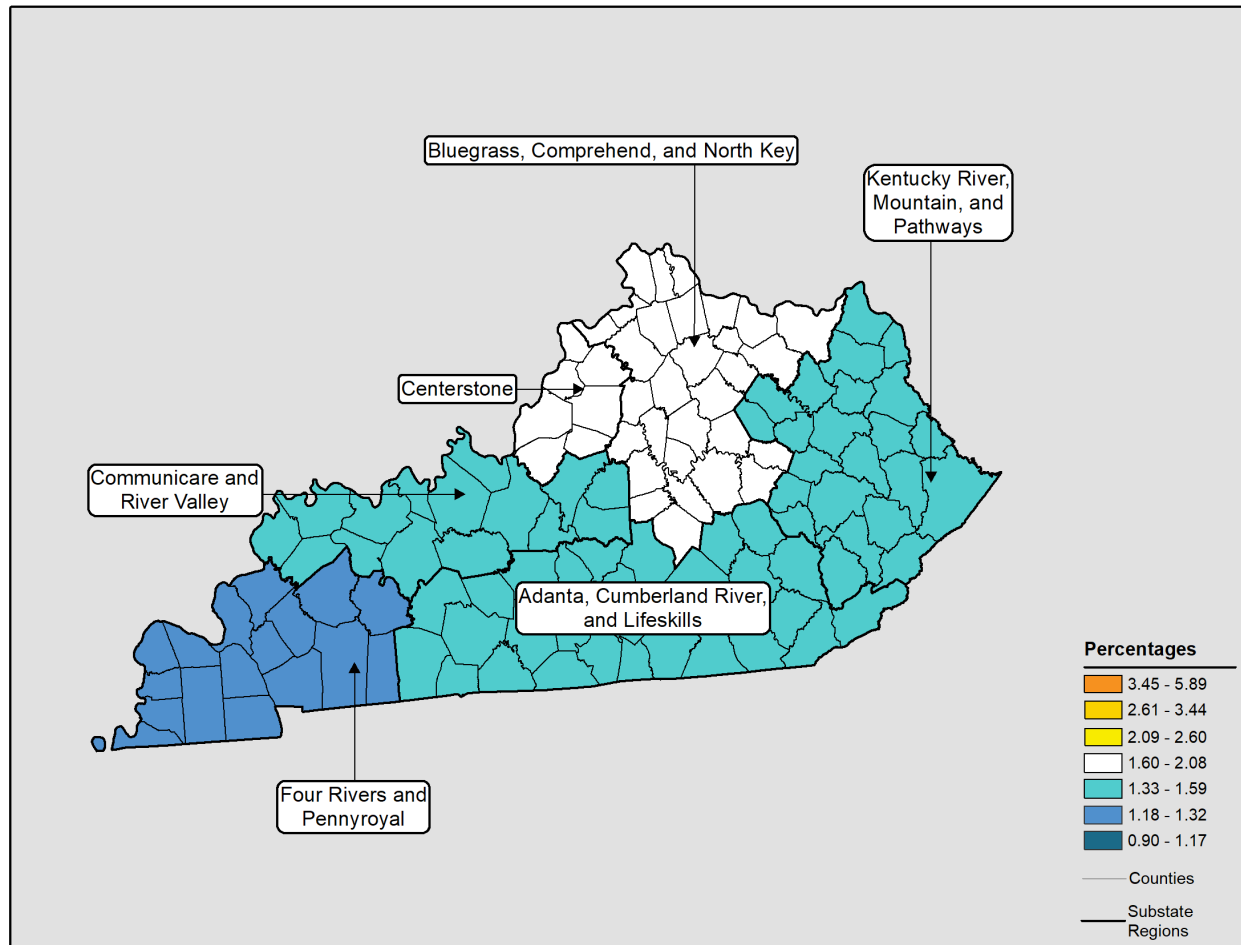 Bluegrass, Comprehend, and North Key
Kentucky River,
Mountain, and
Pathways
Centerstone
Communicare and
River Valley
Adanta, Cumberland River,
and Lifeskills
Four Rivers and
Pennyroyal
Percentages
3.45 - 5.89
2.61 - 3.44
2.09 - 2.60
1.60 - 2.08
1.33 - 1.59
1.18 - 1.32
0.90 - 1.17
Counties
Substate
Regions